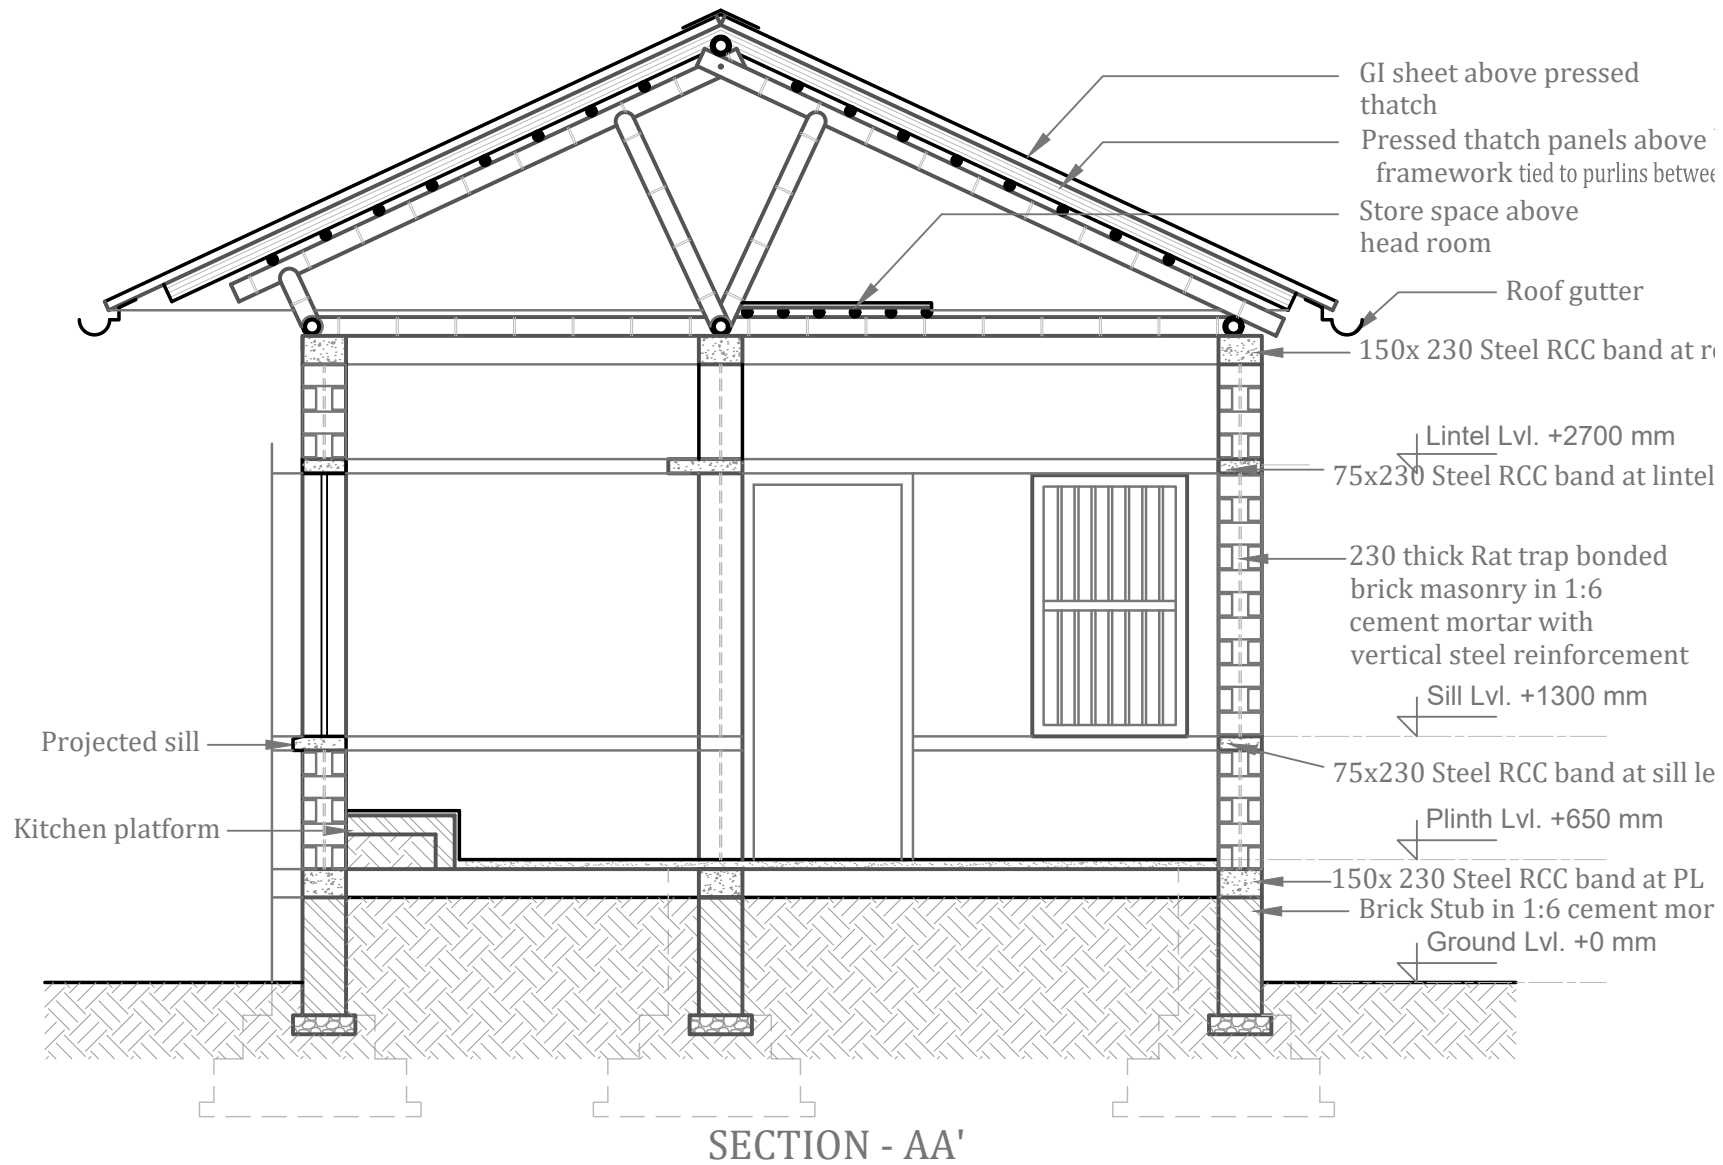 GI sheet above pressed
thatch
Pressed thatch panels above
framework tied to purlins betwee
Store space above
head room
Roof gutter
150x 230 Steel RCC band at
Lintel Lvl. +2700 mm
75x230 Steel RCC band at lintel
230 thick Rat trap bonded
brick masonry in 1:6
cement mortar with
vertical steel reinforcement
Sill Lvl. +1300 mm
Projected sill
75x230 Steel RCC band at sill le
Plinth Lvl. +650 mm
Kitchen platform
150x 230 Steel RCC band at PL
Brick Stub in 1:6 cement mor
Ground Lvl. +0 mm
SECTION - AA'